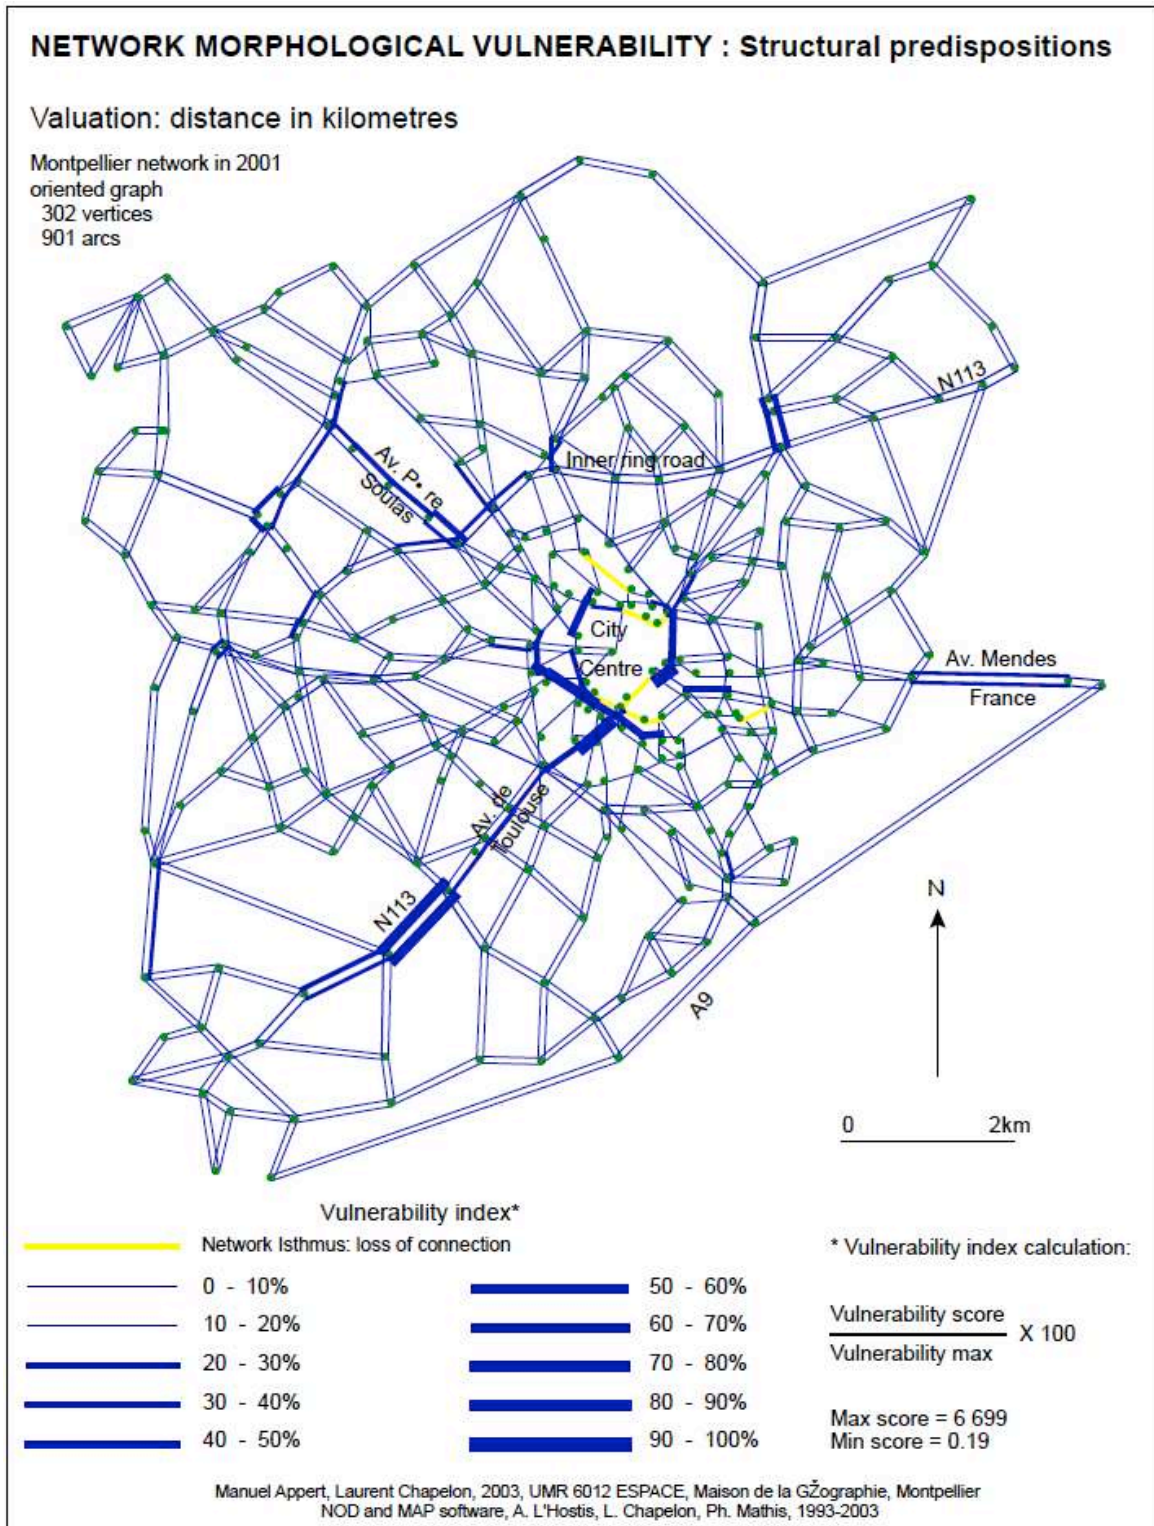 NETWORK MORPHOLOGICAL VULNERABILITY : Structural predispositions
Valuation: distance in kilometres
Montpellier network in 2001
oriented graph
302 vertices
901 arcs
N113
Inner ring road
Av. P• re
Soulas
City
Centre
Av. Mendes
France
Av. de
Toulouse
N113
A9
N
0 2km
Vulnerability index*
Network Isthmus: loss of connection
0 - 10%
10 - 20%
20 - 30%
30 - 40%
40 - 50%
50 - 60%
60 - 70%
70 - 80%
80 - 90%
90 - 100%
* Vulnerability index calculation:
Vulnerability score
X 100
Vulnerability max
Max score = 6 699
Min score = 0.19
Manuel Appert, Laurent Chapelon, 2003, UMR 6012 ESPACE, Maison de la GŽographie, Montpellier
NOD and MAP software, A. L'Hostis, L. Chapelon, Ph. Mathis, 1993-2003